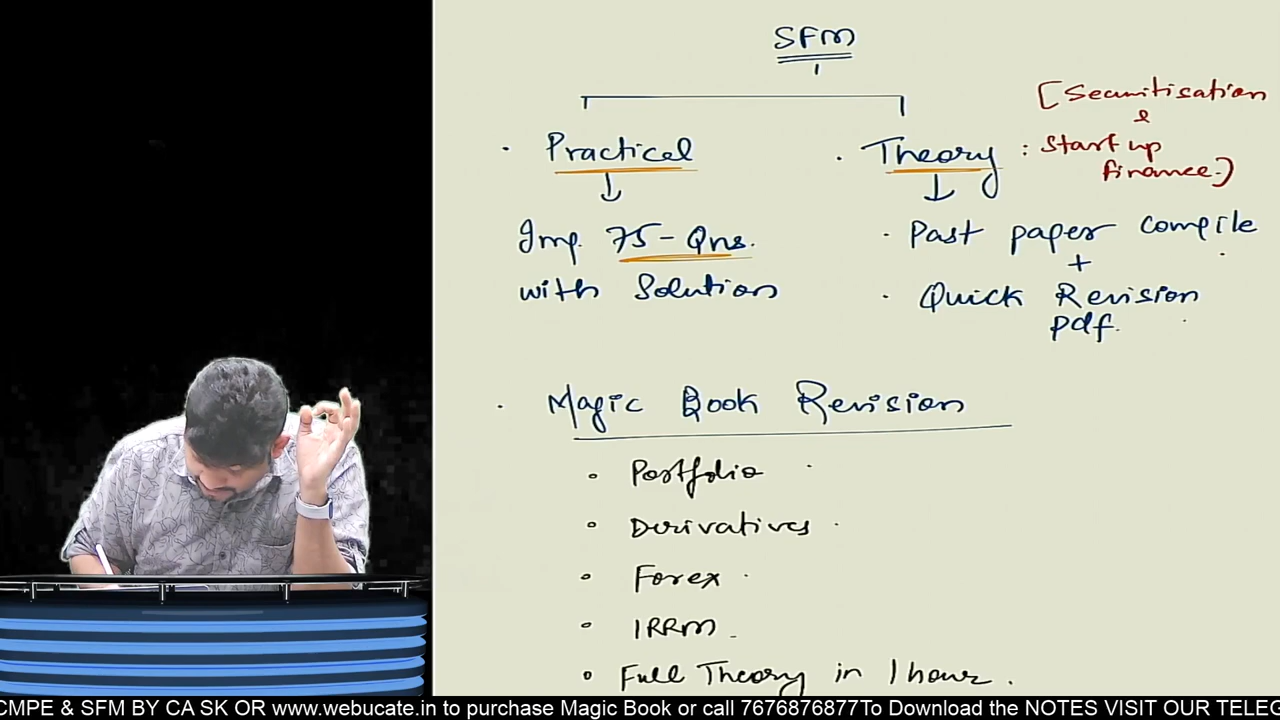 SFM
[Securitisation
&
• Practical
• Theory : Start up
finance.]
Imp. 75-Qns.
with Solution
• Past paper compile
+
• Quick Revision
pdf.
• Magic Book Revision
Portfolio
Derivatives
Forex
IRRM
Full Theory in 1 hour.
CMPE & SFM BY CA SK OR www.webucate.in to purchase Magic Book or call 7676876877To Download the NOTES VISIT OUR TELEG